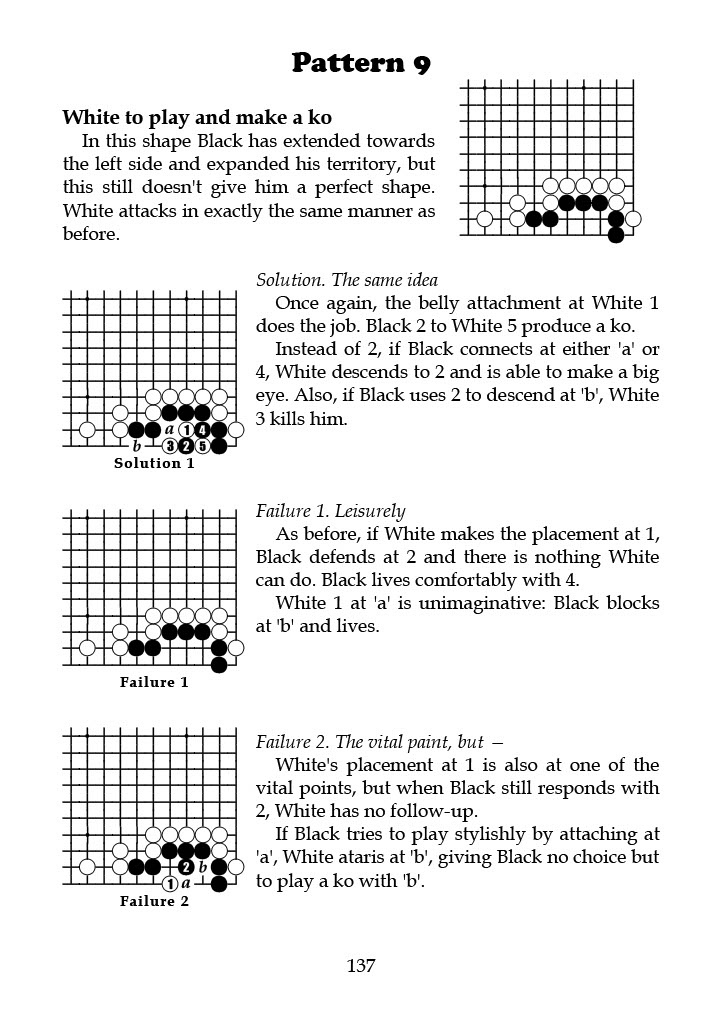 Pattern 9
White to play and make a ko
In this shape Black has extended towards
the left side and expanded his territory, but
this still doesn't give him a perfect shape.
White attacks in exactly the same manner as
before.
Solution. The same idea
Once again, the belly attachment at White 1
does the job. Black 2 to White 5 produce a ko.
Instead of 2, if Black connects at either 'a' or
4, White descends to 2 and is able to make a big
eye. Also, if Black uses 2 to descend at 'b', White
3 kills him.
a 1 4
b 3 2 5
Solution 1
Failure 1. Leisurely
As before, if White makes the placement at 1,
Black defends at 2 and there is nothing White
can do. Black lives comfortably with 4.
White 1 at 'a' is unimaginative: Black blocks
at 'b' and lives.
Failure 1
Failure 2. The vital paint, but —
White's placement at 1 is also at one of the
vital points, but when Black still responds with
2, White has no follow-up.
If Black tries to play stylishly by attaching at
'a', White ataris at 'b', giving Black no choice but
to play a ko with 'b'.
2 b
1 a
Failure 2
137